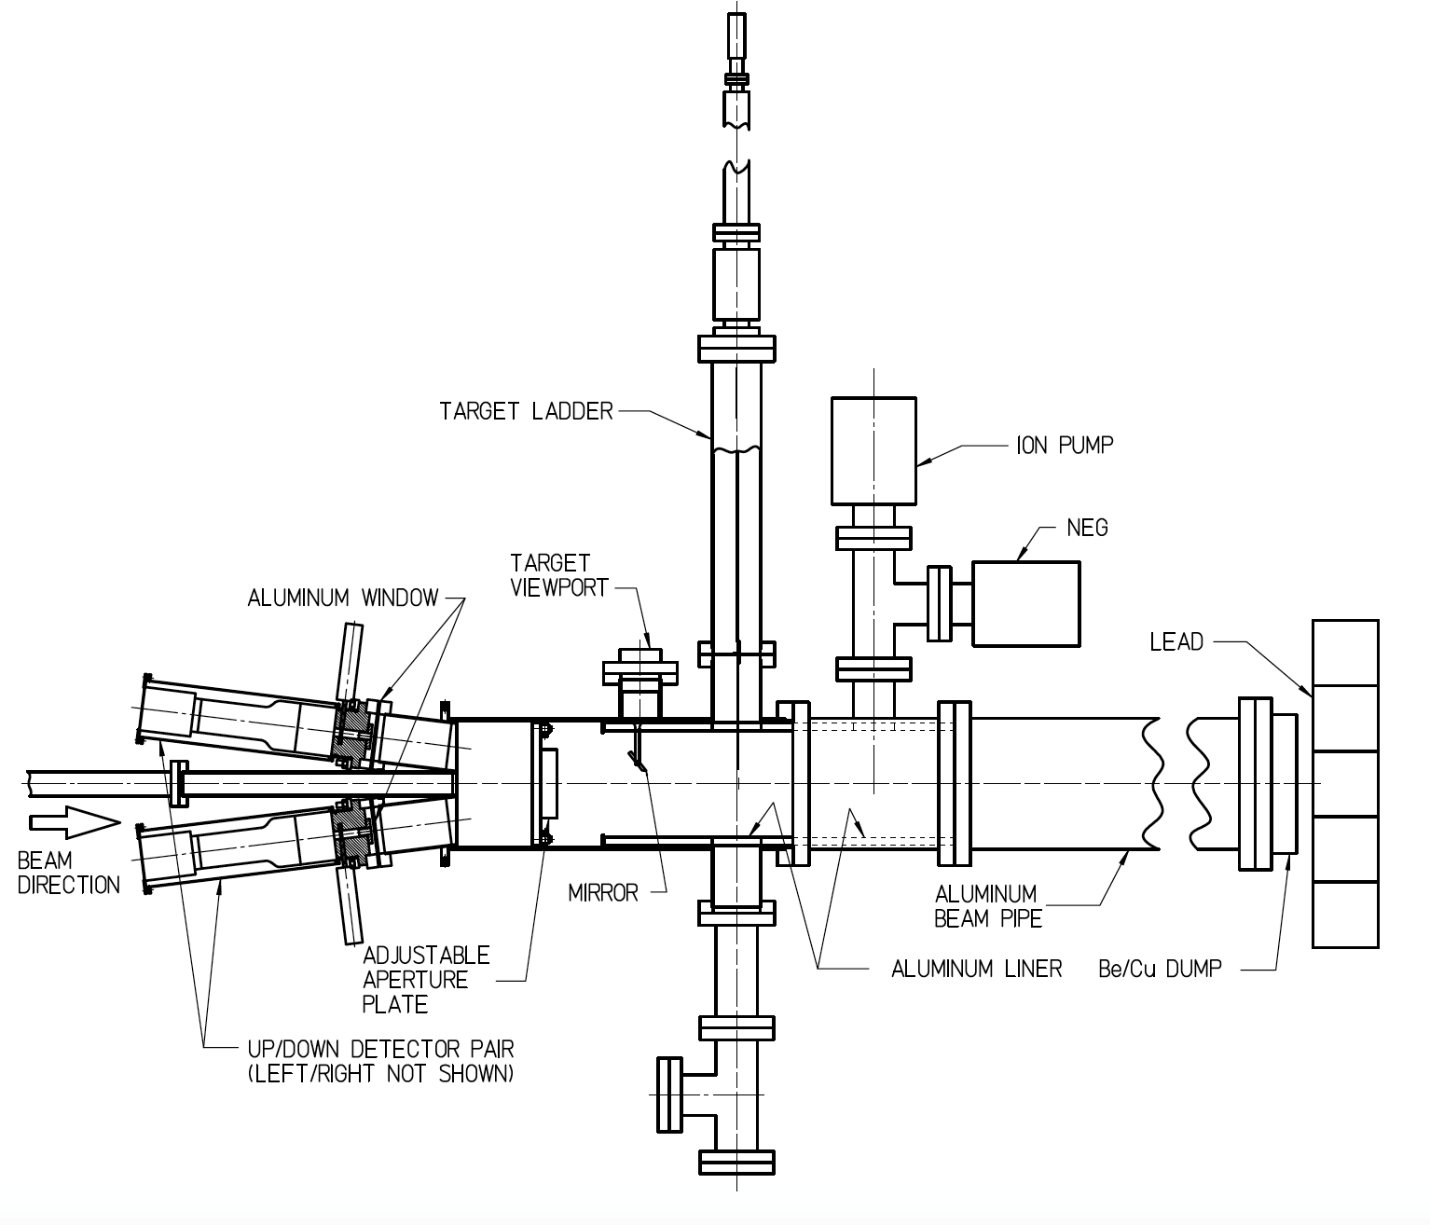 TARGET LADDER
ION PUMP
NEG
TARGET
VIEWPORT
ALUMINUM WINDOW
LEAD
BEAM
DIRECTION
MIRROR
ALUMINUM
BEAM PIPE
ADJUSTABLE
APERTURE
PLATE
ALUMINUM LINER
Be/Cu DUMP
UP/DOWN DETECTOR PAIR
(LEFT/RIGHT NOT SHOWN)